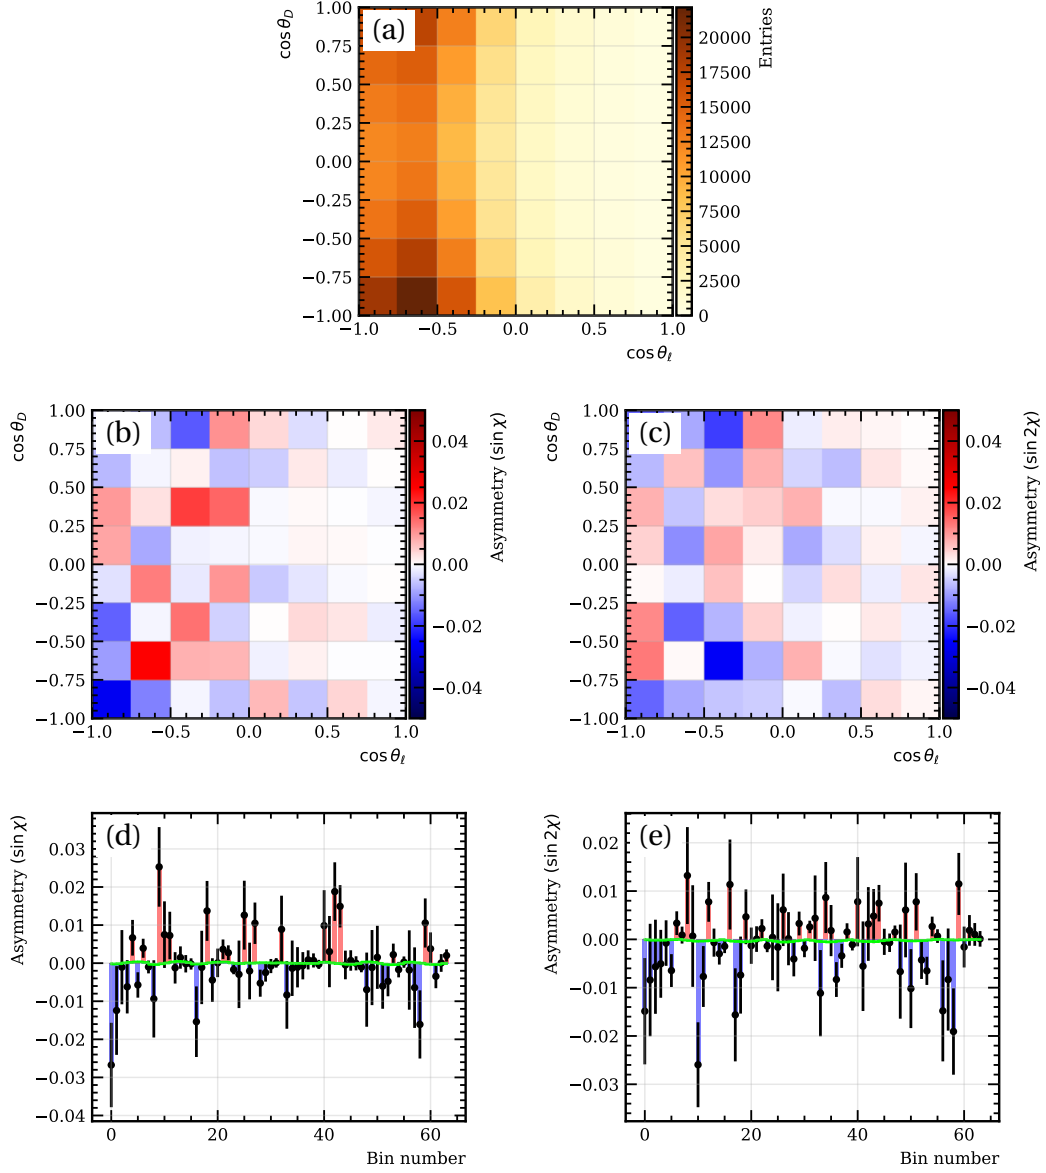 (a)
cos θ_D
1.00
0.75
0.50
0.25
0.00
−0.25
−0.50
−0.75
−1.00
−1.0 −0.5 0.0 0.5 1.0
cos θ_ℓ
Entries
20000
17500
15000
12500
10000
7500
5000
2500
0
(b)
cos θ_D
1.00
0.75
0.50
0.25
0.00
−0.25
−0.50
−0.75
−1.00
−1.0 −0.5 0.0 0.5 1.0
cos θ_ℓ
Asymmetry (sin χ)
0.04
0.02
0.00
−0.02
−0.04
(c)
cos θ_D
1.00
0.75
0.50
0.25
0.00
−0.25
−0.50
−0.75
−1.00
−1.0 −0.5 0.0 0.5 1.0
cos θ_ℓ
Asymmetry (sin 2χ)
0.04
0.02
0.00
−0.02
−0.04
(d)
Asymmetry (sin χ)
0.03
0.02
0.01
0.00
−0.01
−0.02
−0.03
−0.04
0 20 40 60
Bin number
(e)
Asymmetry (sin 2χ)
0.02
0.01
0.00
−0.01
−0.02
−0.03
0 20 40 60
Bin number